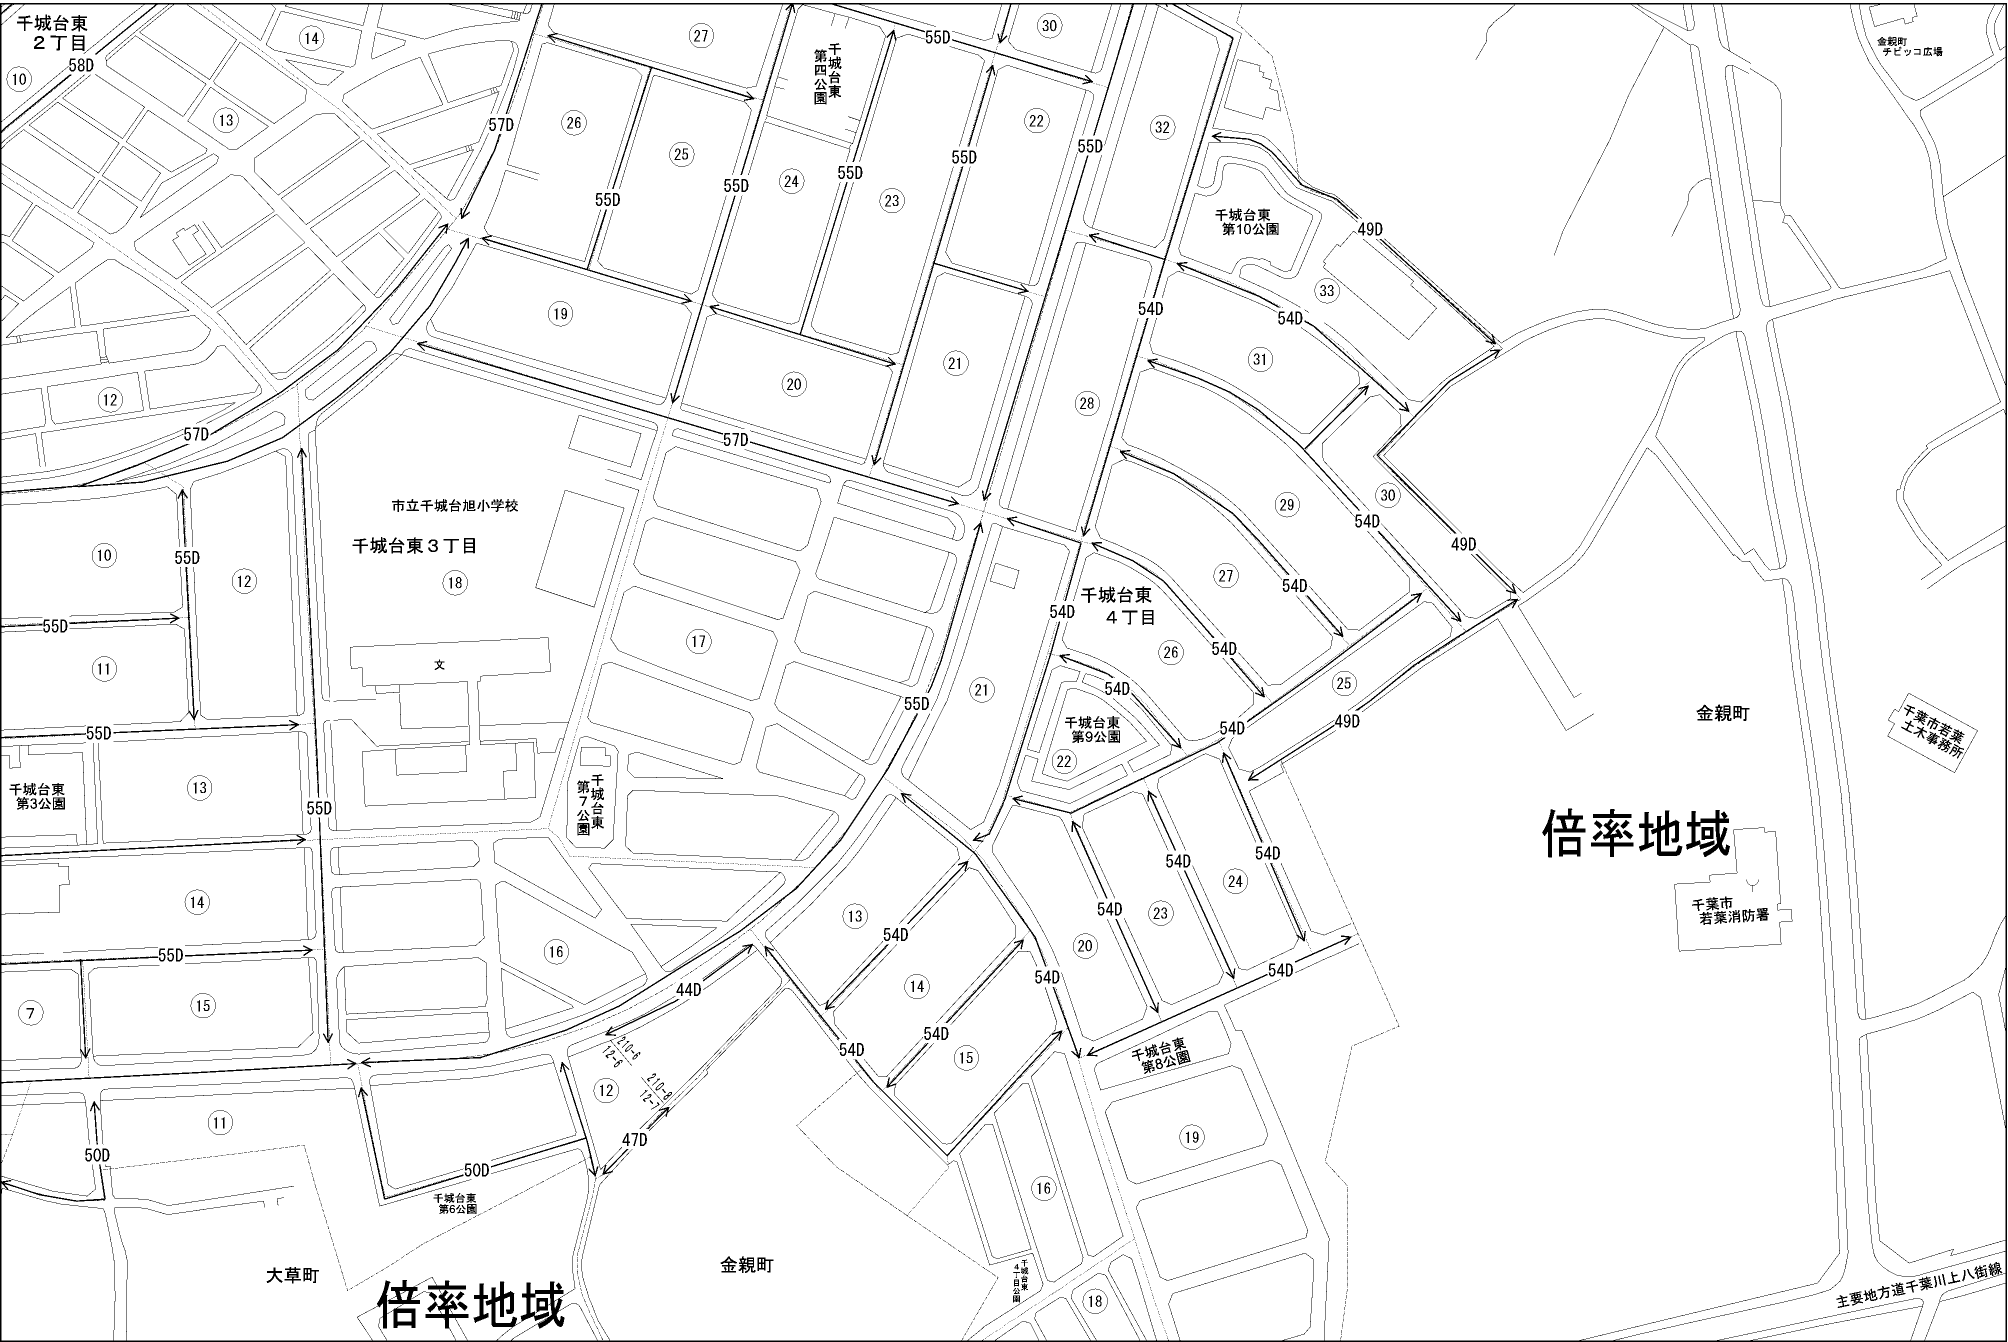 千城台東
２丁目
58D
10
14
13
12
57D
27
26
25
55D
千城台東
第四公園
24
23
55D
55D
55D
55D
30
22
55D
55D
32
金親町
チビッコ広場
千城台東
第10公園
49D
33
54D
54D
19
20
21
28
31
57D
57D
市立千城台旭小学校
千城台東３丁目
18
10
55D
12
55D
11
29
30
54D
49D
54D
27
千城台東
４丁目
54D
17
文
21
26
54D
54D
25
49D
54D
55D
千城台東
第9公園
22
金親町
千葉市若葉
土木事務所
55D
千城台東
第3公園
13
55D
千城台東
第７公園
倍率地域
54D
54D
24
54D
23
千葉市
若葉消防署
14
13
54D
16
20
55D
54D
54D
44D
14
7
15
54D
54D
15
千城台東
第8公園
210-6
12-6
210-8
12-7
12
11
47D
50D
50D
千城台東
第6公園
19
16
大草町
金親町
倍率地域
千城台東
４丁目公園
18
主要地方道千葉川上八街線